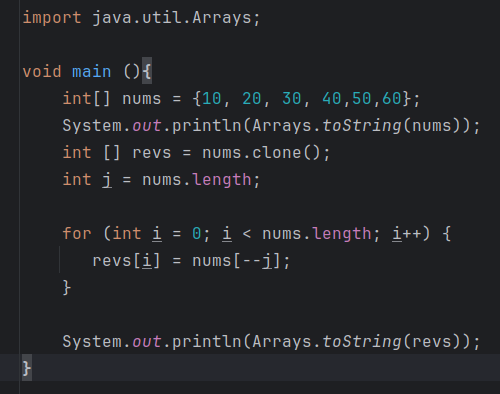 import java.util.Arrays;
void main (){
    int[] nums = {10, 20, 30, 40,50,60};
    System.out.println(Arrays.toString(nums));
    int [] revs = nums.clone();
    int j = nums.length;
    for (int i = 0; i < nums.length; i++) {
       revs[i] = nums[--j];
    }
    System.out.println(Arrays.toString(revs));
}